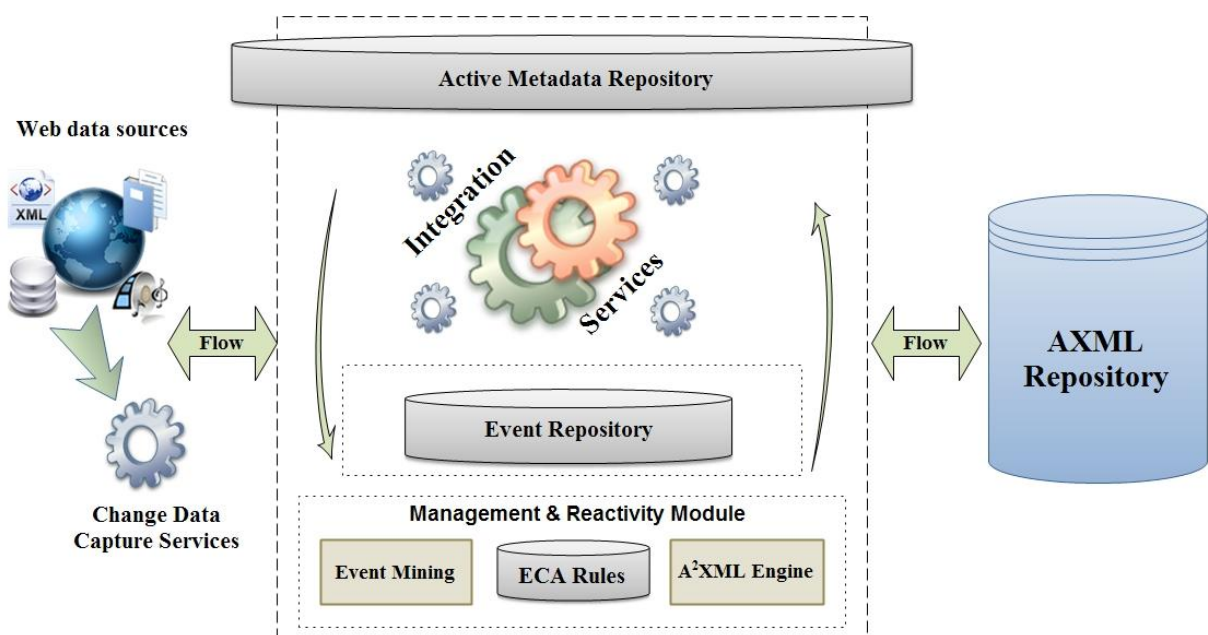 Active Metadata Repository
Web data sources
XML
Integration
Services
Flow
Flow
AXML
Repository
Event Repository
Change Data
Capture Services
Management & Reactivity Module
Event Mining
ECA Rules
A²XML Engine